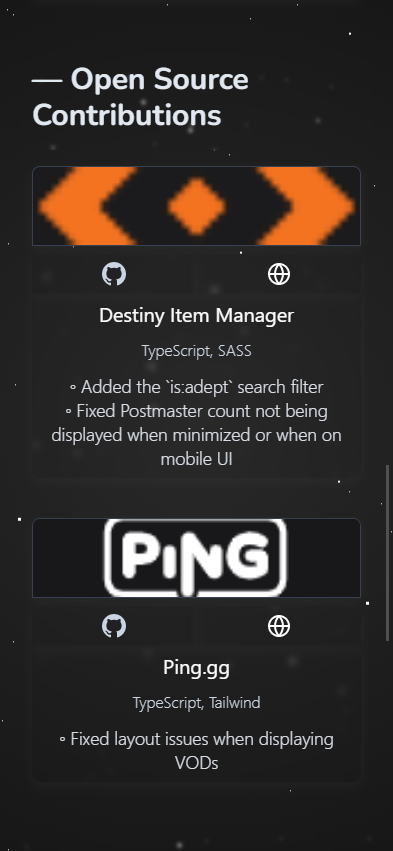 — Open Source
Contributions
Destiny Item Manager
TypeScript, SASS
◦ Added the `is:adept` search filter
◦ Fixed Postmaster count not being
displayed when minimized or when on
mobile UI
PING
Ping.gg
TypeScript, Tailwind
◦ Fixed layout issues when displaying
VODs